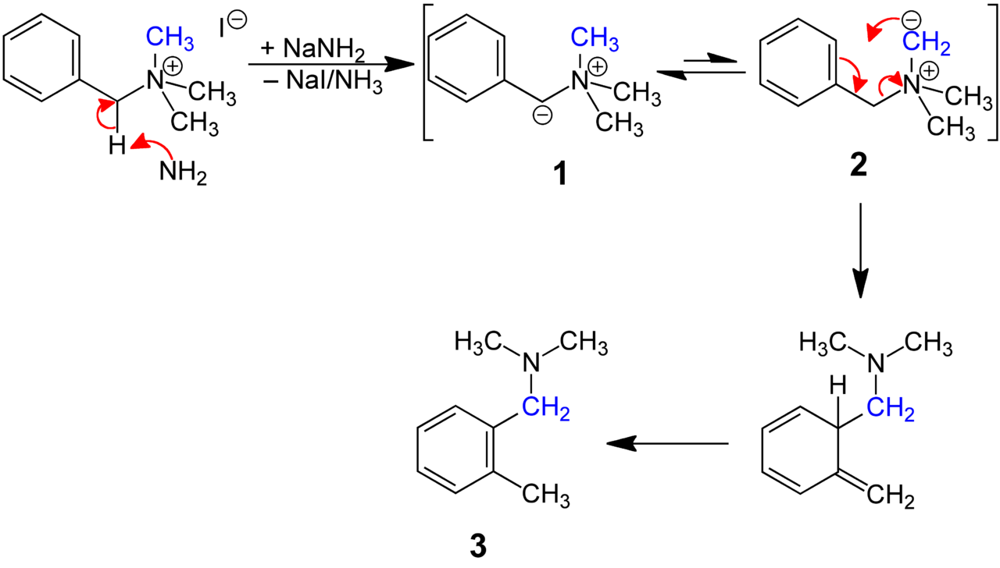 CH₃ I⊖
N⊕
CH₃
CH₃
H
NH₂
+ NaNH₂
– NaI/NH₃
CH₃
N⊕
CH₃
CH₃
⊖
1
⊖
CH₂
N⊕
CH₃
CH₃
2
H₃C CH₃
N
CH₂
CH₃
3
H₃C CH₃
N
H
CH₂
CH₂